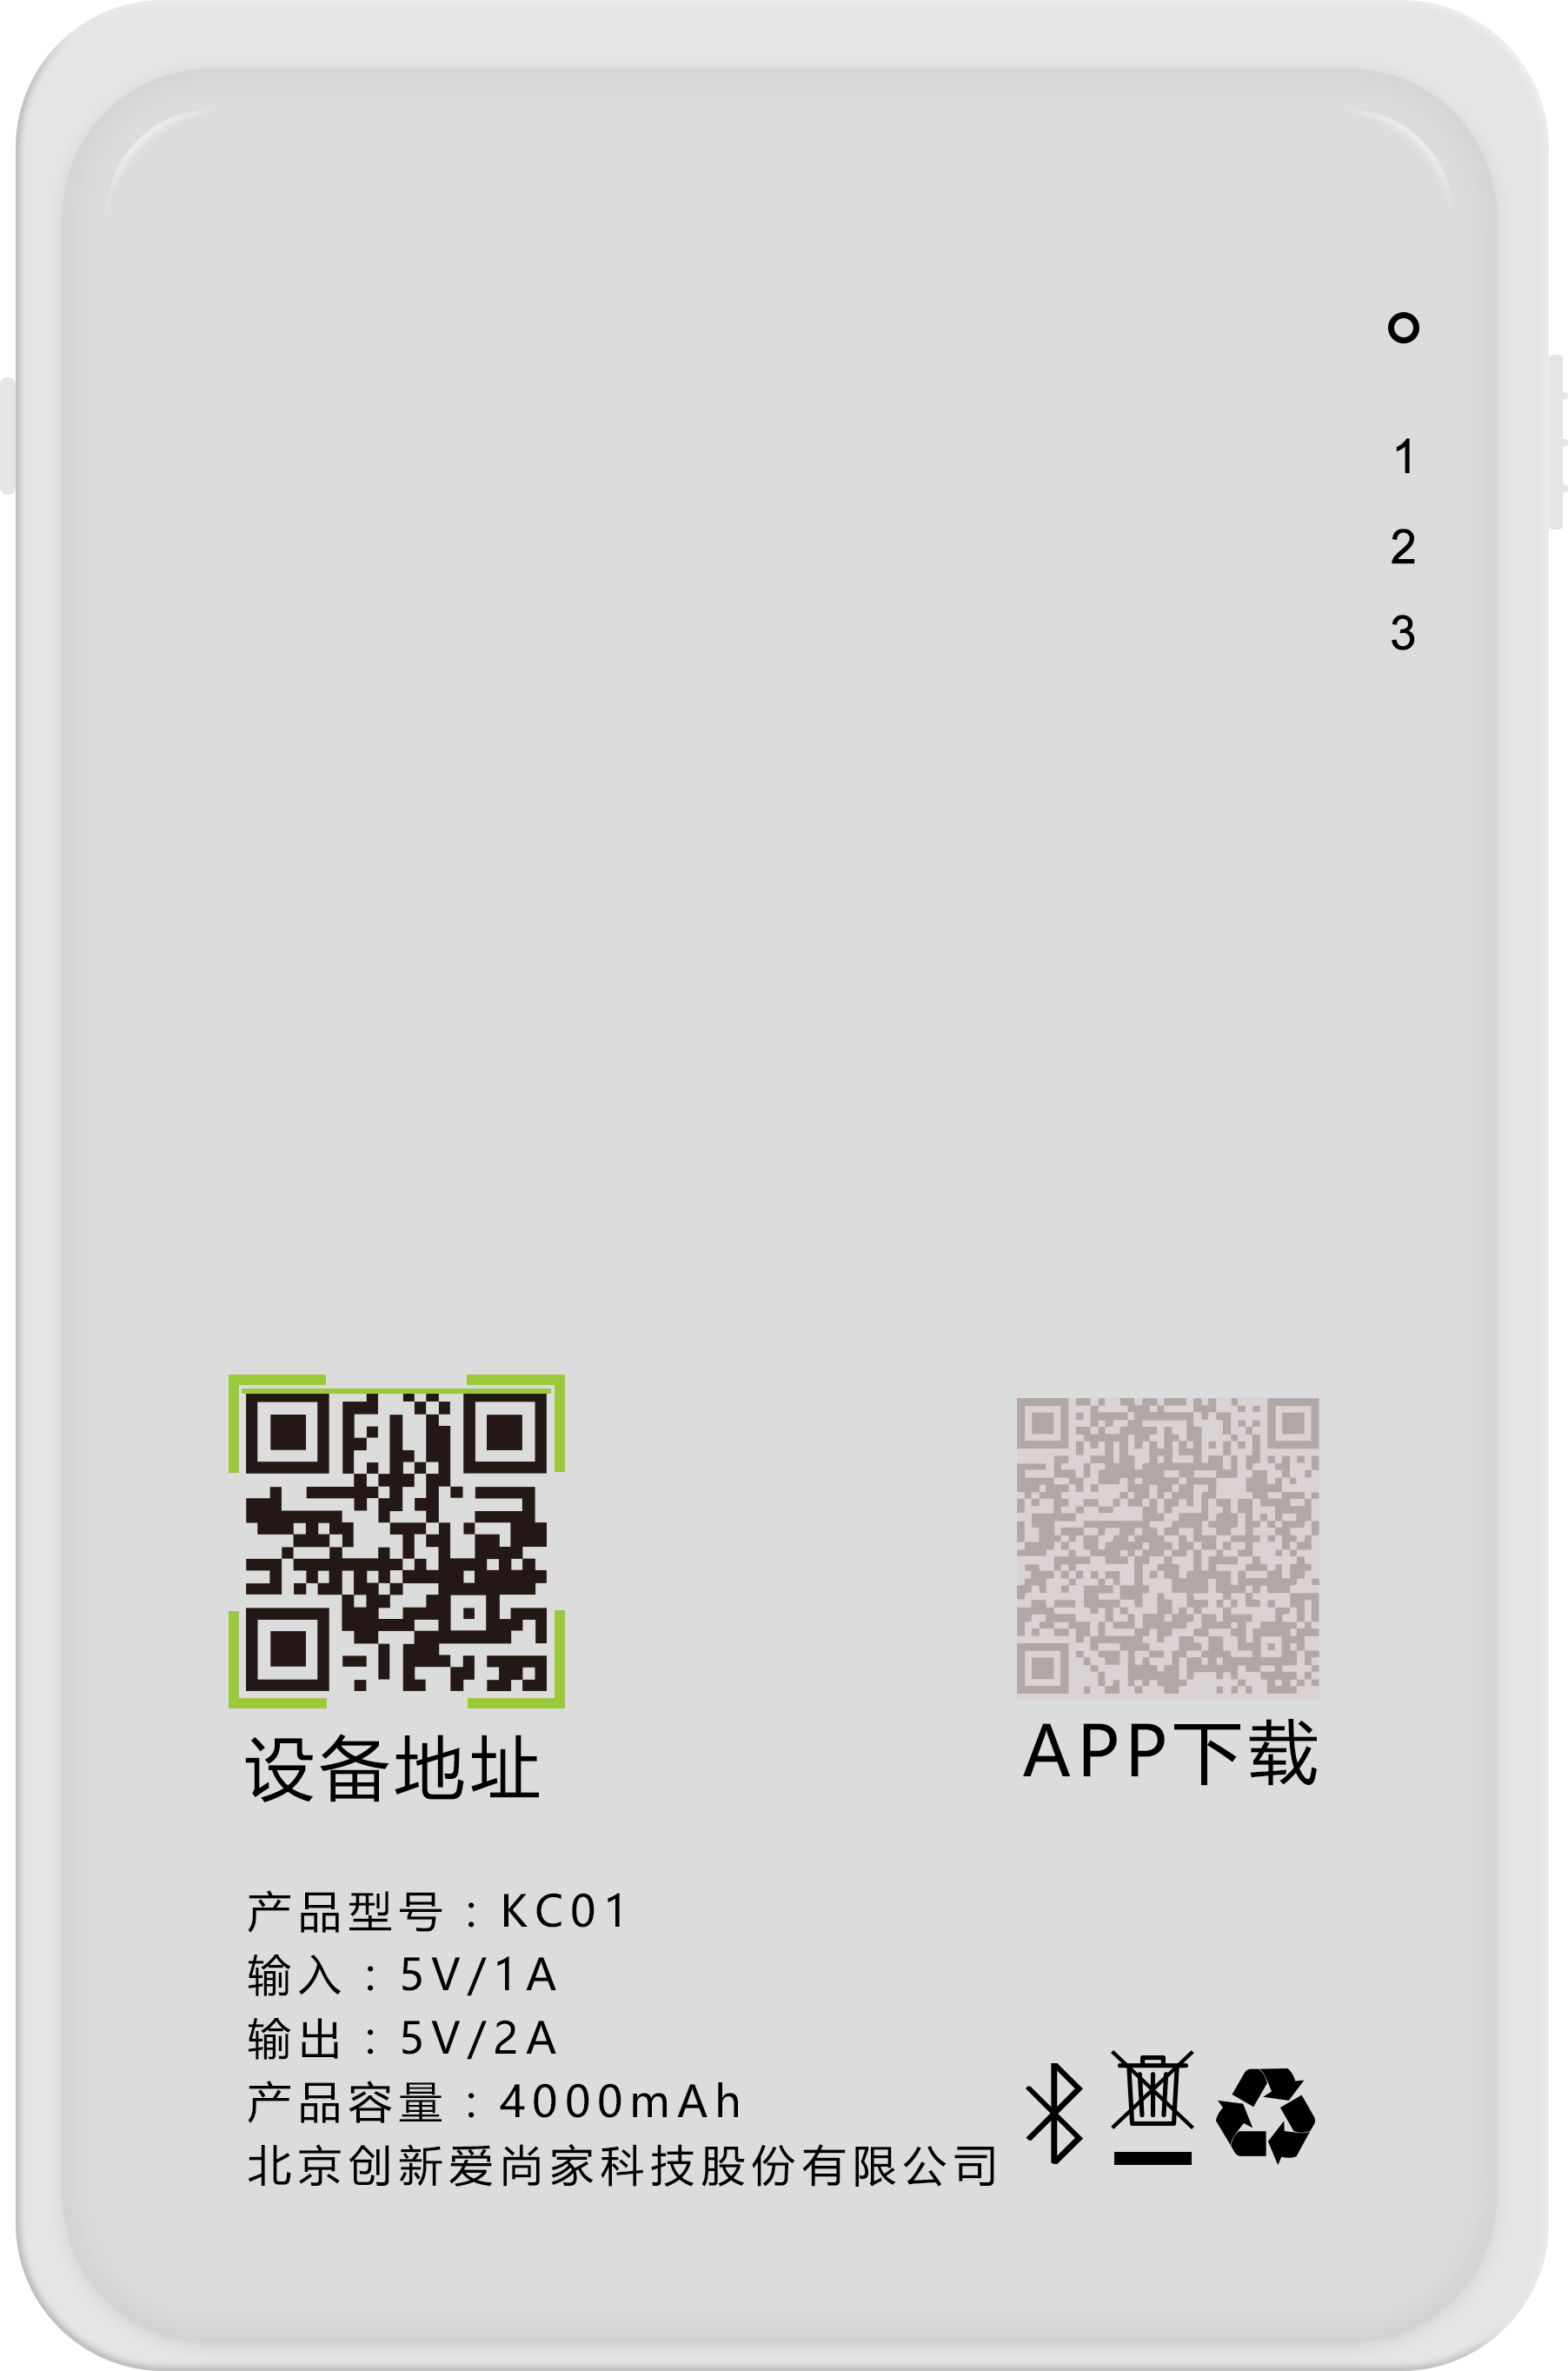 1
2
3
设备地址
APP下载
产品型号：KC01
输入：5V/1A
输出：5V/2A
产品容量：4000mAh
北京创新爱尚家科技股份有限公司